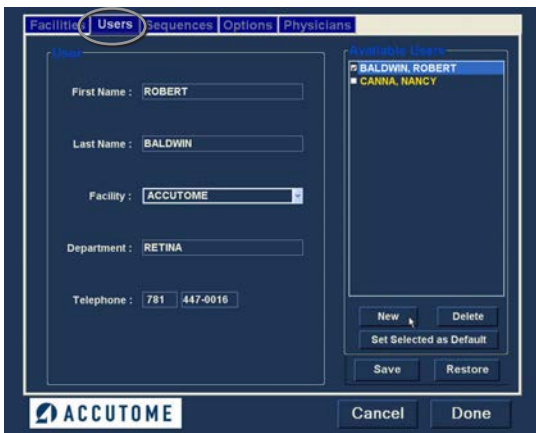 Facilities Users Sequences Options Physicians
User
First Name : ROBERT
Last Name : BALDWIN
Facility : ACCUTOME
Department : RETINA
Telephone : 781 447-0016
Available Users
BALDWIN, ROBERT
CANNA, NANCY
New Delete
Set Selected as Default
Save Restore
ACCUTOME
Cancel Done